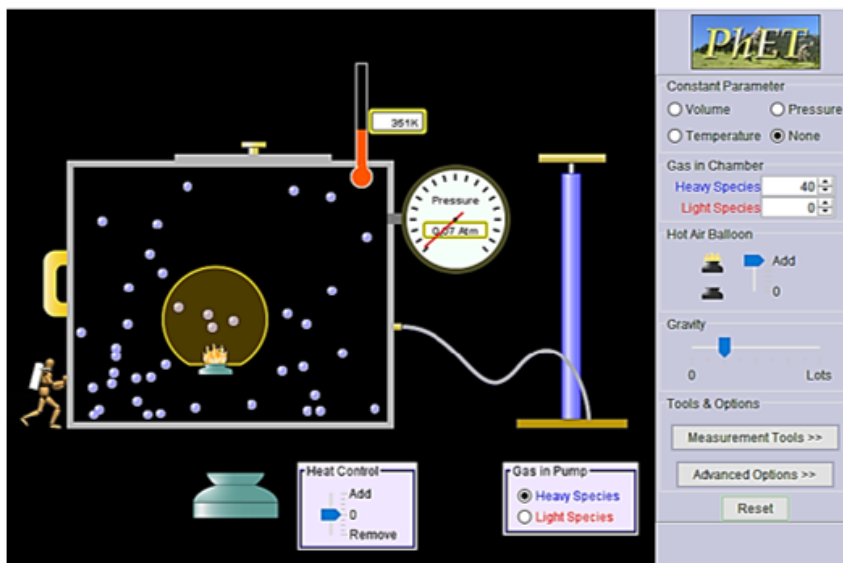 PhET
Constant Parameter
Volume Pressure
Temperature None
351K
Gas in Chamber
Heavy Species 40
Light Species 0
Pressure
0.07 Atm
Hot Air Balloon
Add
0
Gravity
0 Lots
Tools & Options
Measurement Tools >>
Advanced Options >>
Reset
Heat Control
Add
0
Remove
Gas in Pump
Heavy Species
Light Species